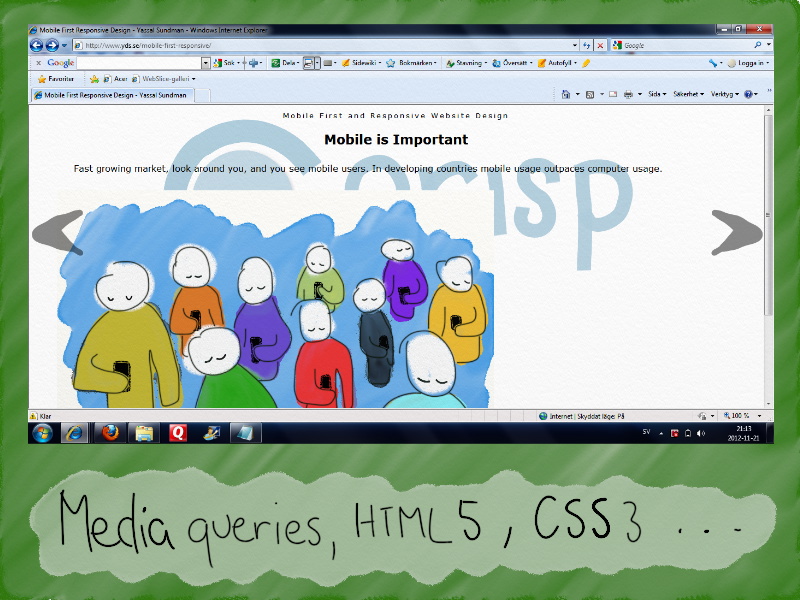 Mobile First Responsive Design - Yassal Sundman - Windows Internet Explorer
http://www.yds.se/mobile-first-responsive/
Google
x Google Sök Dela Sidewiki Bokmärken Stavning Översätt Autofyll Logga in
Favoriter Acer WebSlice-galleri
Mobile First Responsive Design - Yassal Sundman
Sida Säkerhet Verktyg
Mobile First and Responsive Website Design
Mobile is Important
Fast growing market, look around you, and you see mobile users. In developing countries mobile usage outpaces computer usage.
crisp
Klar
Internet | Skyddat läge: På
100 %
SV
21:13
2012-11-21
Media queries, HTML5, CSS3 ...